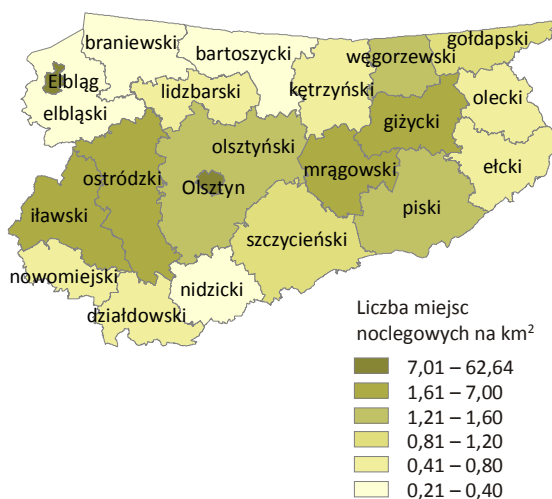 braniewski
bartoszycki
węgorzewski
gołdapski
Elbląg
elbląski
lidzbarski
kętrzyński
olecki
giżycki
olsztyński
mrągowski
ełcki
ostródzki
Olsztyn
iławski
piski
szczycieński
nowomiejski
nidzicki
działdowski
Liczba miejsc
noclegowych na km²
7,01 – 62,64
1,61 – 7,00
1,21 – 1,60
0,81 – 1,20
0,41 – 0,80
0,21 – 0,40